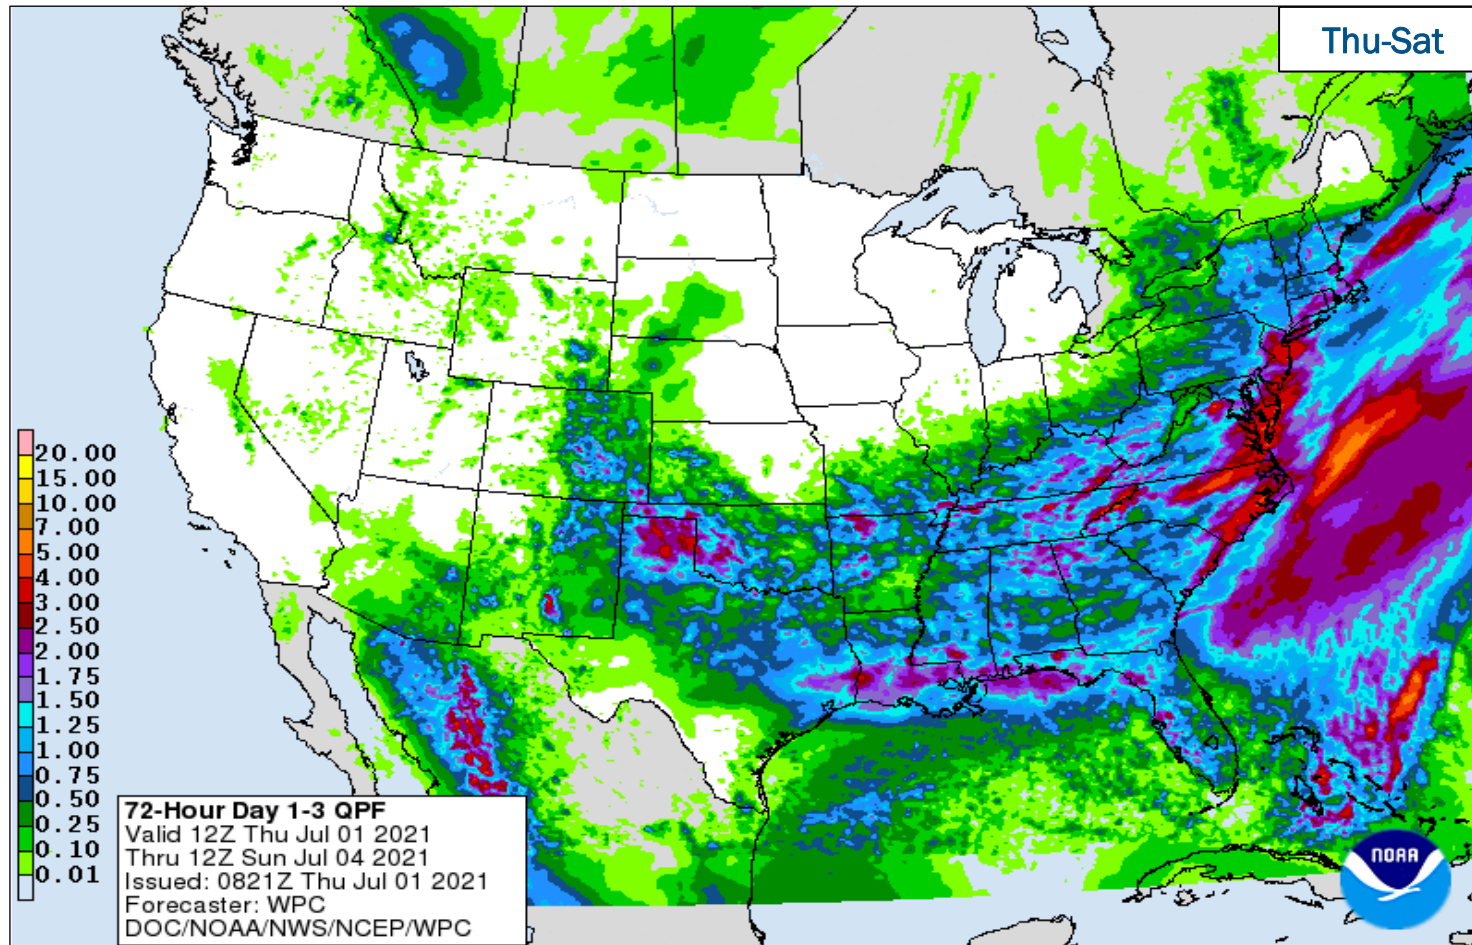 Thu-Sat
20.00
15.00
10.00
7.00
5.00
4.00
3.00
2.50
2.00
1.75
1.50
1.25
1.00
0.75
0.50
0.25
0.10
0.01
72-Hour Day 1-3 QPF
Valid 12Z Thu Jul 01 2021
Thru 12Z Sun Jul 04 2021
Issued: 0821Z Thu Jul 01 2021
Forecaster: WPC
DOC/NOAA/NWS/NCEP/WPC
NOAA